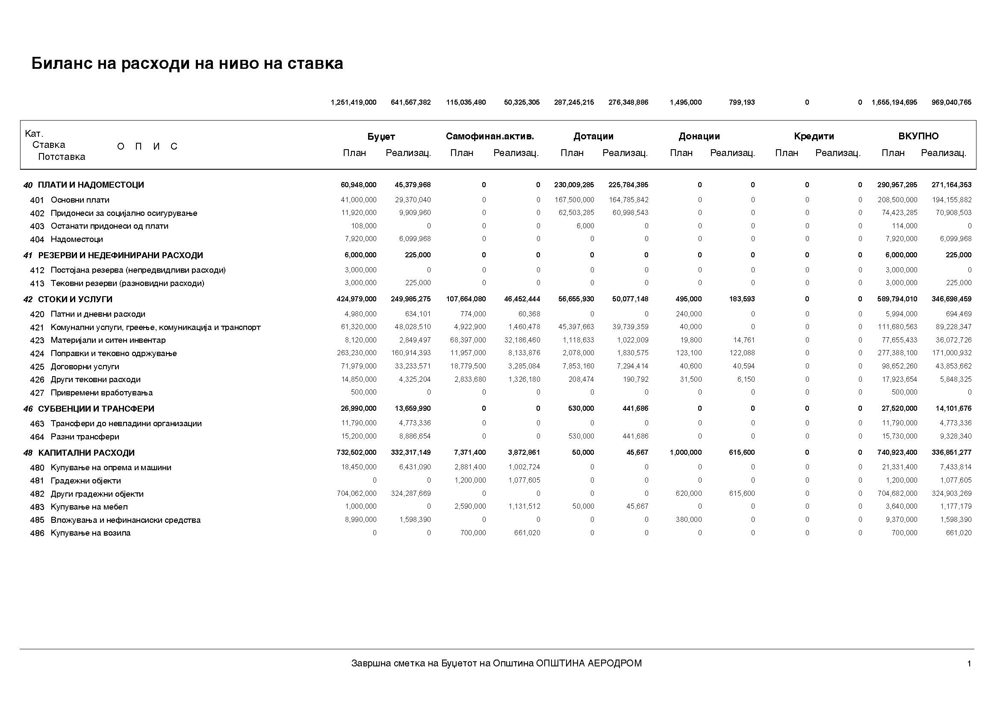 Биланс на расходи на ниво на ставка
1,251,419,000 641,567,382 115,035,480 50,325,305 287,245,215 276,348,886 1,495,000 799,193 0 0 1,655,194,695 969,040,765
Кат.
Ставка О П И С
Потставка
Буџет Самофинан.актив. Дотации Донации Кредити ВКУПНО
План Реализац. План Реализац. План Реализац. План Реализац. План Реализац. План Реализац.
40 ПЛАТИ И НАДОМЕСТОЦИ 60,948,000 45,379,968 0 0 230,009,285 225,784,385 0 0 0 0 290,957,285 271,164,353
401 Основни плати 41,000,000 29,370,040 0 0 167,500,000 164,785,842 0 0 0 0 208,500,000 194,155,882
402 Придонеси за социјално осигурување 11,920,000 9,909,960 0 0 62,503,285 60,998,543 0 0 0 0 74,423,285 70,908,503
403 Останати придонеси од плати 108,000 0 0 0 6,000 0 0 0 0 0 114,000 0
404 Надоместоци 7,920,000 6,099,968 0 0 0 0 0 0 0 0 7,920,000 6,099,968
41 РЕЗЕРВИ И НЕДЕФИНИРАНИ РАСХОДИ 6,000,000 225,000 0 0 0 0 0 0 0 0 6,000,000 225,000
412 Постојана резерва (непредвидливи расходи) 3,000,000 0 0 0 0 0 0 0 0 0 3,000,000 0
413 Тековни резерви (разновидни расходи) 3,000,000 225,000 0 0 0 0 0 0 0 0 3,000,000 225,000
42 СТОКИ И УСЛУГИ 424,979,000 249,985,275 107,664,080 46,452,444 56,655,930 50,077,148 495,000 183,593 0 0 589,794,010 346,698,459
420 Патни и дневни расходи 4,980,000 634,101 774,000 60,368 0 0 240,000 0 0 0 5,994,000 694,469
421 Комунални услуги, греење, комуникација и транспорт 61,320,000 48,028,510 4,922,900 1,460,478 45,397,663 39,739,359 40,000 0 0 0 111,680,563 89,228,347
423 Материјали и ситен инвентар 8,120,000 2,849,497 68,397,000 32,186,460 1,118,633 1,022,009 19,800 14,761 0 0 77,655,433 36,072,726
424 Поправки и тековно одржување 263,230,000 160,914,393 11,957,000 8,133,876 2,078,000 1,830,575 123,100 122,088 0 0 277,388,100 171,000,932
425 Договорни услуги 71,979,000 33,233,571 18,779,500 3,285,084 7,853,160 7,294,414 40,600 40,594 0 0 98,652,260 43,853,662
426 Други тековни расходи 14,850,000 4,325,204 2,833,680 1,326,180 208,474 190,792 31,500 6,150 0 0 17,923,654 5,848,325
427 Привремени вработувања 500,000 0 0 0 0 0 0 0 0 0 500,000 0
46 СУБВЕНЦИИ И ТРАНСФЕРИ 26,990,000 13,659,990 0 0 530,000 441,686 0 0 0 0 27,520,000 14,101,676
463 Трансфери до невладини организации 11,790,000 4,773,336 0 0 0 0 0 0 0 0 11,790,000 4,773,336
464 Разни трансфери 15,200,000 8,886,654 0 0 530,000 441,686 0 0 0 0 15,730,000 9,328,340
48 КАПИТАЛНИ РАСХОДИ 732,502,000 332,317,149 7,371,400 3,872,861 50,000 45,667 1,000,000 615,600 0 0 740,923,400 336,851,277
480 Купување на опрема и машини 18,450,000 6,431,090 2,881,400 1,002,724 0 0 0 0 0 0 21,331,400 7,433,814
481 Градежни објекти 0 0 1,200,000 1,077,605 0 0 0 0 0 0 1,200,000 1,077,605
482 Други градежни објекти 704,062,000 324,287,669 0 0 0 0 620,000 615,600 0 0 704,682,000 324,903,269
483 Купување на мебел 1,000,000 0 2,590,000 1,131,512 50,000 45,667 0 0 0 0 3,640,000 1,177,179
485 Вложувања и нефинансиски средства 8,990,000 1,598,390 0 0 0 0 380,000 0 0 0 9,370,000 1,598,390
486 Купување на возила 0 0 700,000 661,020 0 0 0 0 0 0 700,000 661,020
Завршна сметка на Буџетот на Општина ОПШТИНА АЕРОДРОМ 1